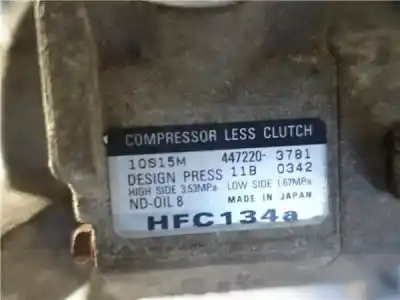 COMPRESSOR LESS CLUTCH
10S15M 447220- 3781
DESIGN PRESS 11B 0342
HIGH SIDE 3.53MPa LOW SIDE 1.67MPa
ND-OIL 8 MADE IN JAPAN
HFC134a